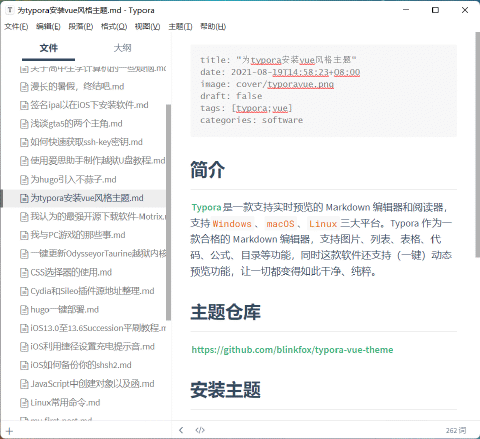 为typora安装vue风格主题.md - Typora
文件(F) 编辑(E) 段落(P) 格式(O) 视图(V) 主题(T) 帮助(H)
文件 大纲
关于高中生学计算机的一些烦恼.md
漫长的暑假，终结吧.md
签名ipa以在iOS下安装软件.md
浅谈gta5的两个主角.md
如何快速获取ssh-key密钥.md
使用爱思助手制作越狱U盘教程.md
为hugo引入不蒜子.md
为typora安装vue风格主题.md
我认为的最强开源下载软件-Motrix.md
我与PC游戏的那些事.md
一键更新OdysseyorTaurine越狱内核
CSS选择器的使用.md
Cydia和Sileo插件源地址整理.md
hugo一键部署.md
iOS13.0至13.6Succession平刷教程.md
iOS利用捷径设置充电提示音.md
iOS如何备份你的shsh2.md
JavaScript中创建对象以及函.md
Linux常用命令.md
my-first-post.md
title: "为typora安装vue风格主题"
date: 2021-08-19T14:58:23+08:00
image: cover/typoravue.png
draft: false
tags: [typora;vue]
categories: software
简介
Typora是一款支持实时预览的 Markdown 编辑器和阅读器，
支持 Windows 、 macOS 、 Linux 三大平台。Typora 作为
一款合格的 Markdown 编辑器，支持图片、列表、表格、代
码、公式、目录等功能，同时这款软件还支持（一键）动态
预览功能，让一切都变得如此干净、纯粹。
主题仓库
https://github.com/blinkfox/typora-vue-theme
安装主题
262 词